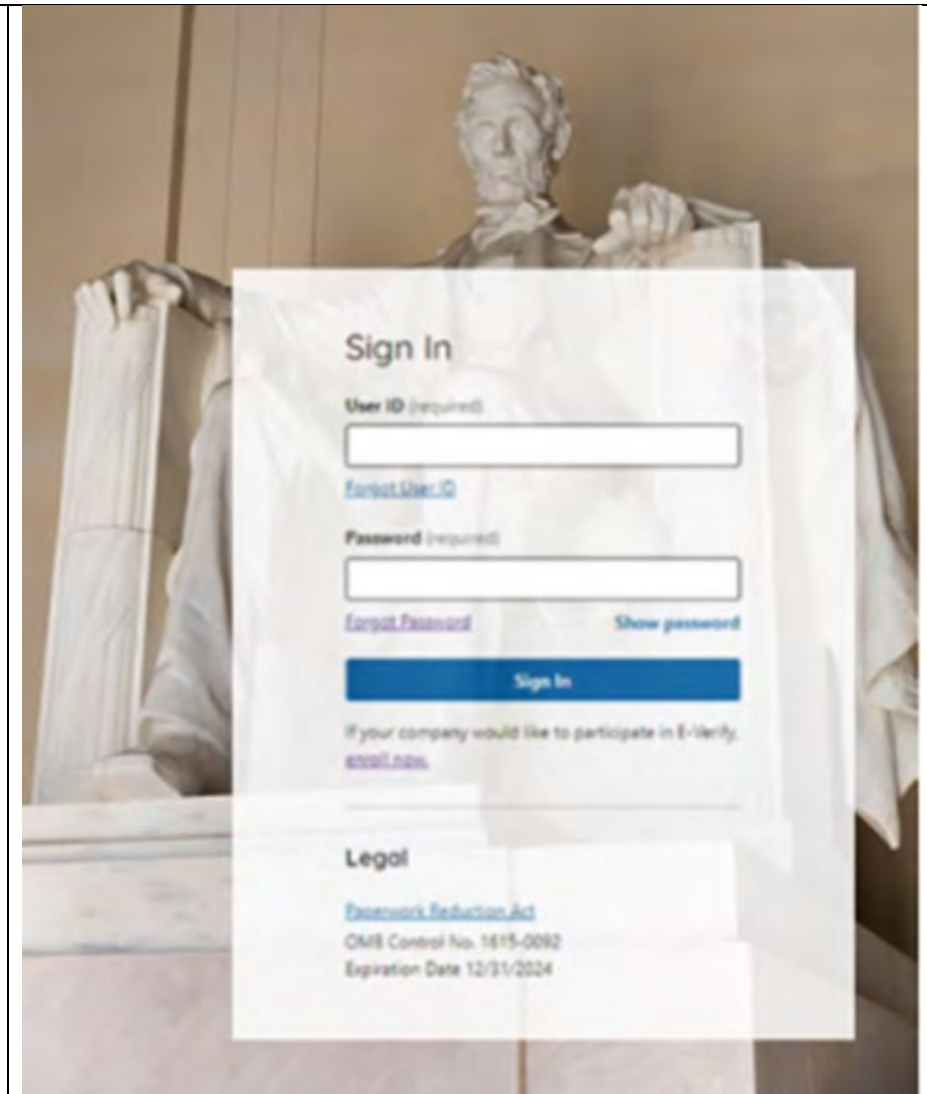 Sign In
User ID (required)
Forgot User ID
Password (required)
Forgot Password Show password
Sign In
If your company would like to participate in E-Verify,
enroll now.
Legal
Paperwork Reduction Act
OMB Control No. 1615-0092
Expiration Date 12/31/2024